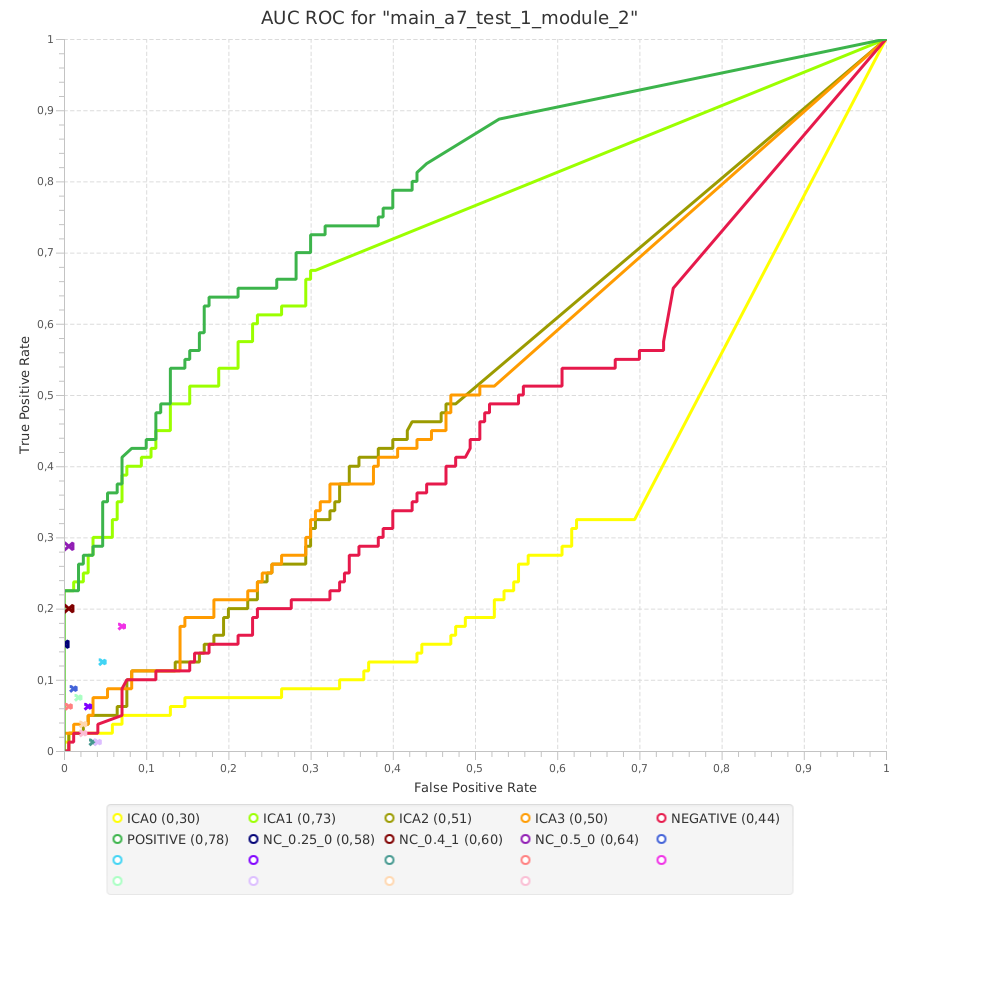 AUC ROC for "main_a7_test_1_module_2"
1
0,9
0,8
0,7
0,6
0,5
0,4
0,3
0,2
0,1
0
True Positive Rate
0 0,1 0,2 0,3 0,4 0,5 0,6 0,7 0,8 0,9 1
False Positive Rate
ICA0 (0,30) ICA1 (0,73) ICA2 (0,51) ICA3 (0,50) NEGATIVE (0,44)
POSITIVE (0,78) NC_0.25_0 (0,58) NC_0.4_1 (0,60) NC_0.5_0 (0,64)